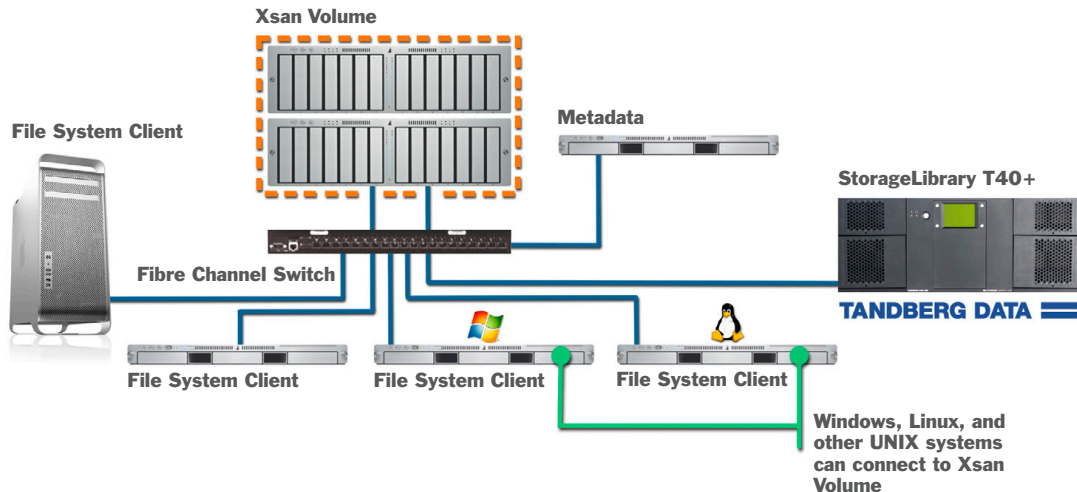 Xsan Volume
File System Client
Metadata
StorageLibrary T40+
Fibre Channel Switch
TANDBERG DATA
File System Client
File System Client
File System Client
Windows, Linux, and
other UNIX systems
can connect to Xsan
Volume